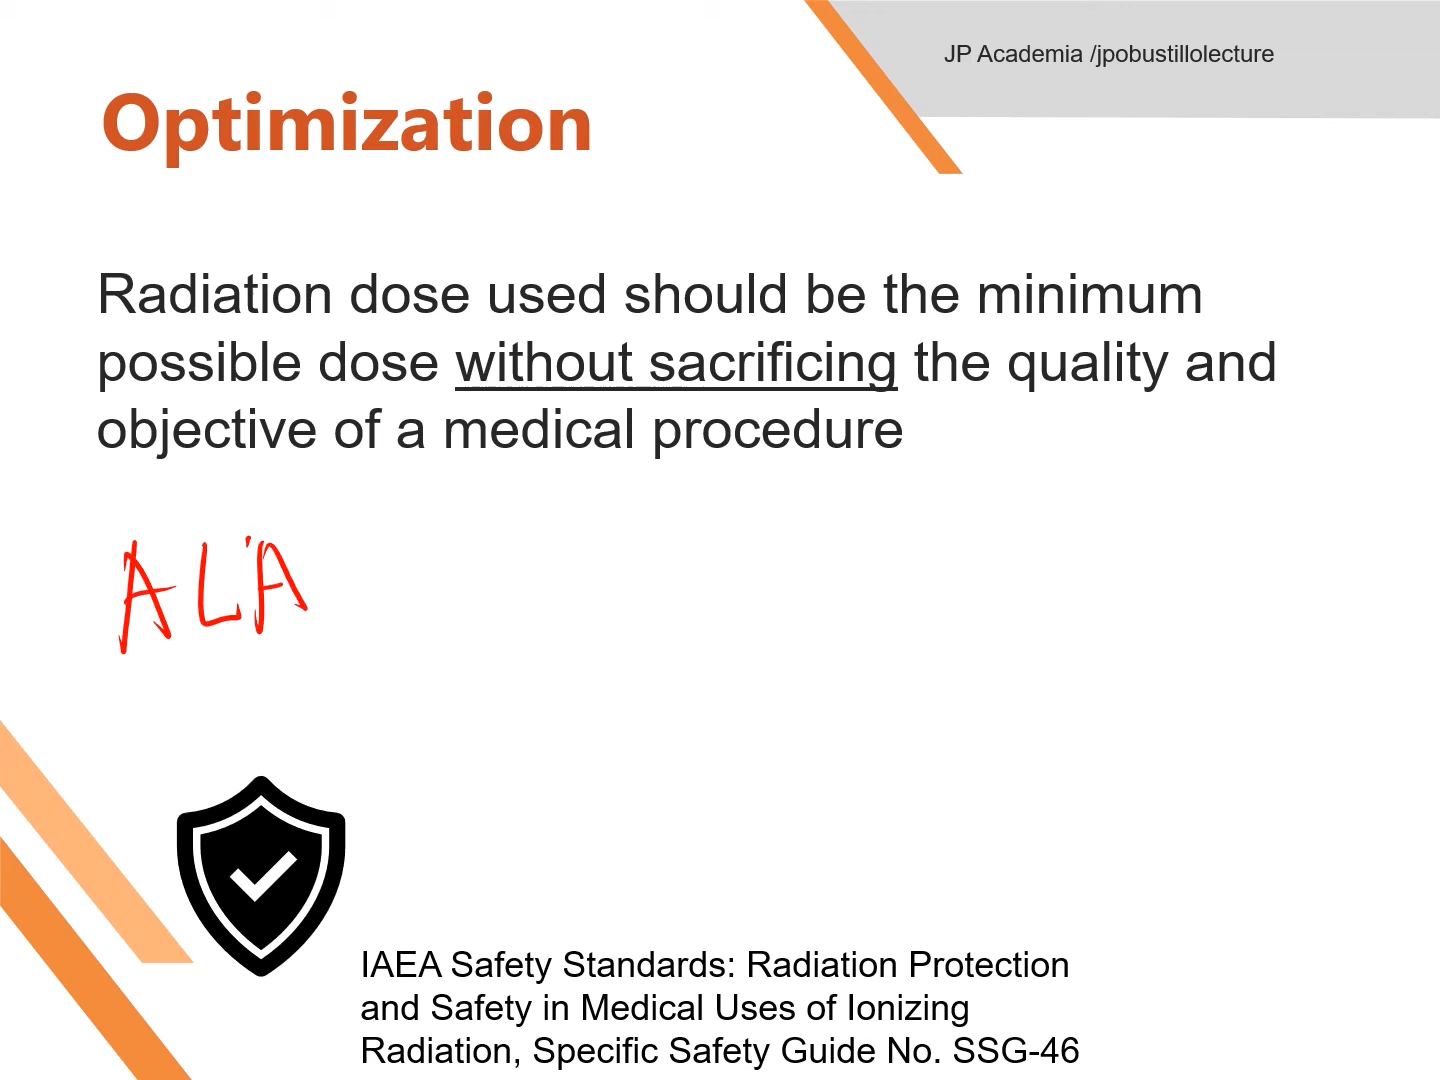 JP Academia /jpobustillolecture
Optimization
Radiation dose used should be the minimum
possible dose without sacrificing the quality and
objective of a medical procedure
ALA
IAEA Safety Standards: Radiation Protection
and Safety in Medical Uses of Ionizing
Radiation, Specific Safety Guide No. SSG-46